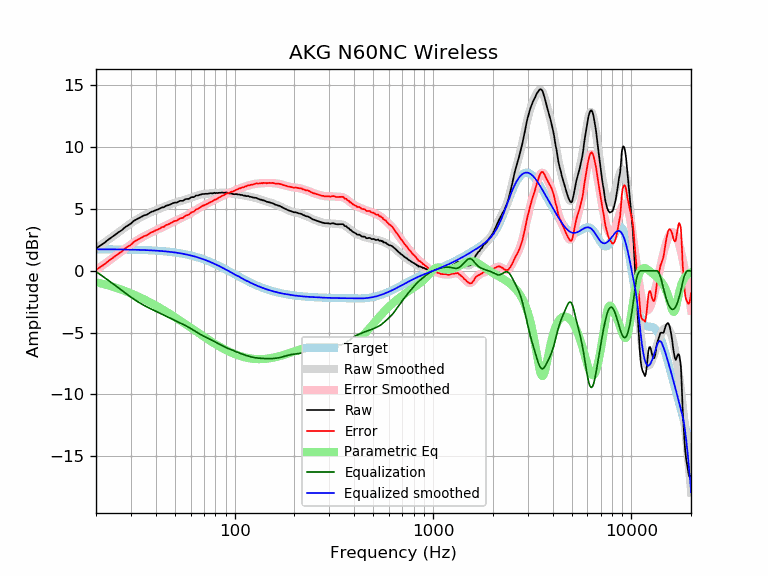 AKG N60NC Wireless
15
10
5
0
−5
−10
−15
Amplitude (dBr)
Target
Raw Smoothed
Error Smoothed
Raw
Error
Parametric Eq
Equalization
Equalized smoothed
100
1000
10000
Frequency (Hz)